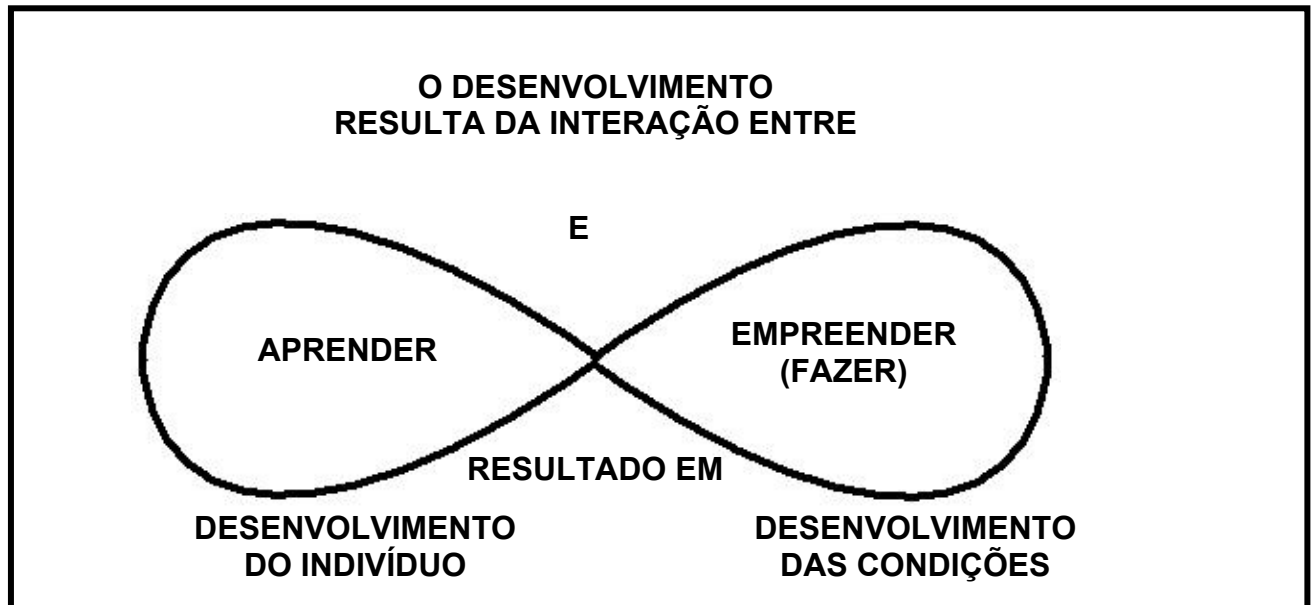 O DESENVOLVIMENTO
RESULTA DA INTERAÇÃO ENTRE
E
APRENDER
EMPREENDER
(FAZER)
RESULTADO EM
DESENVOLVIMENTO
DO INDIVÍDUO
DESENVOLVIMENTO
DAS CONDIÇÕES